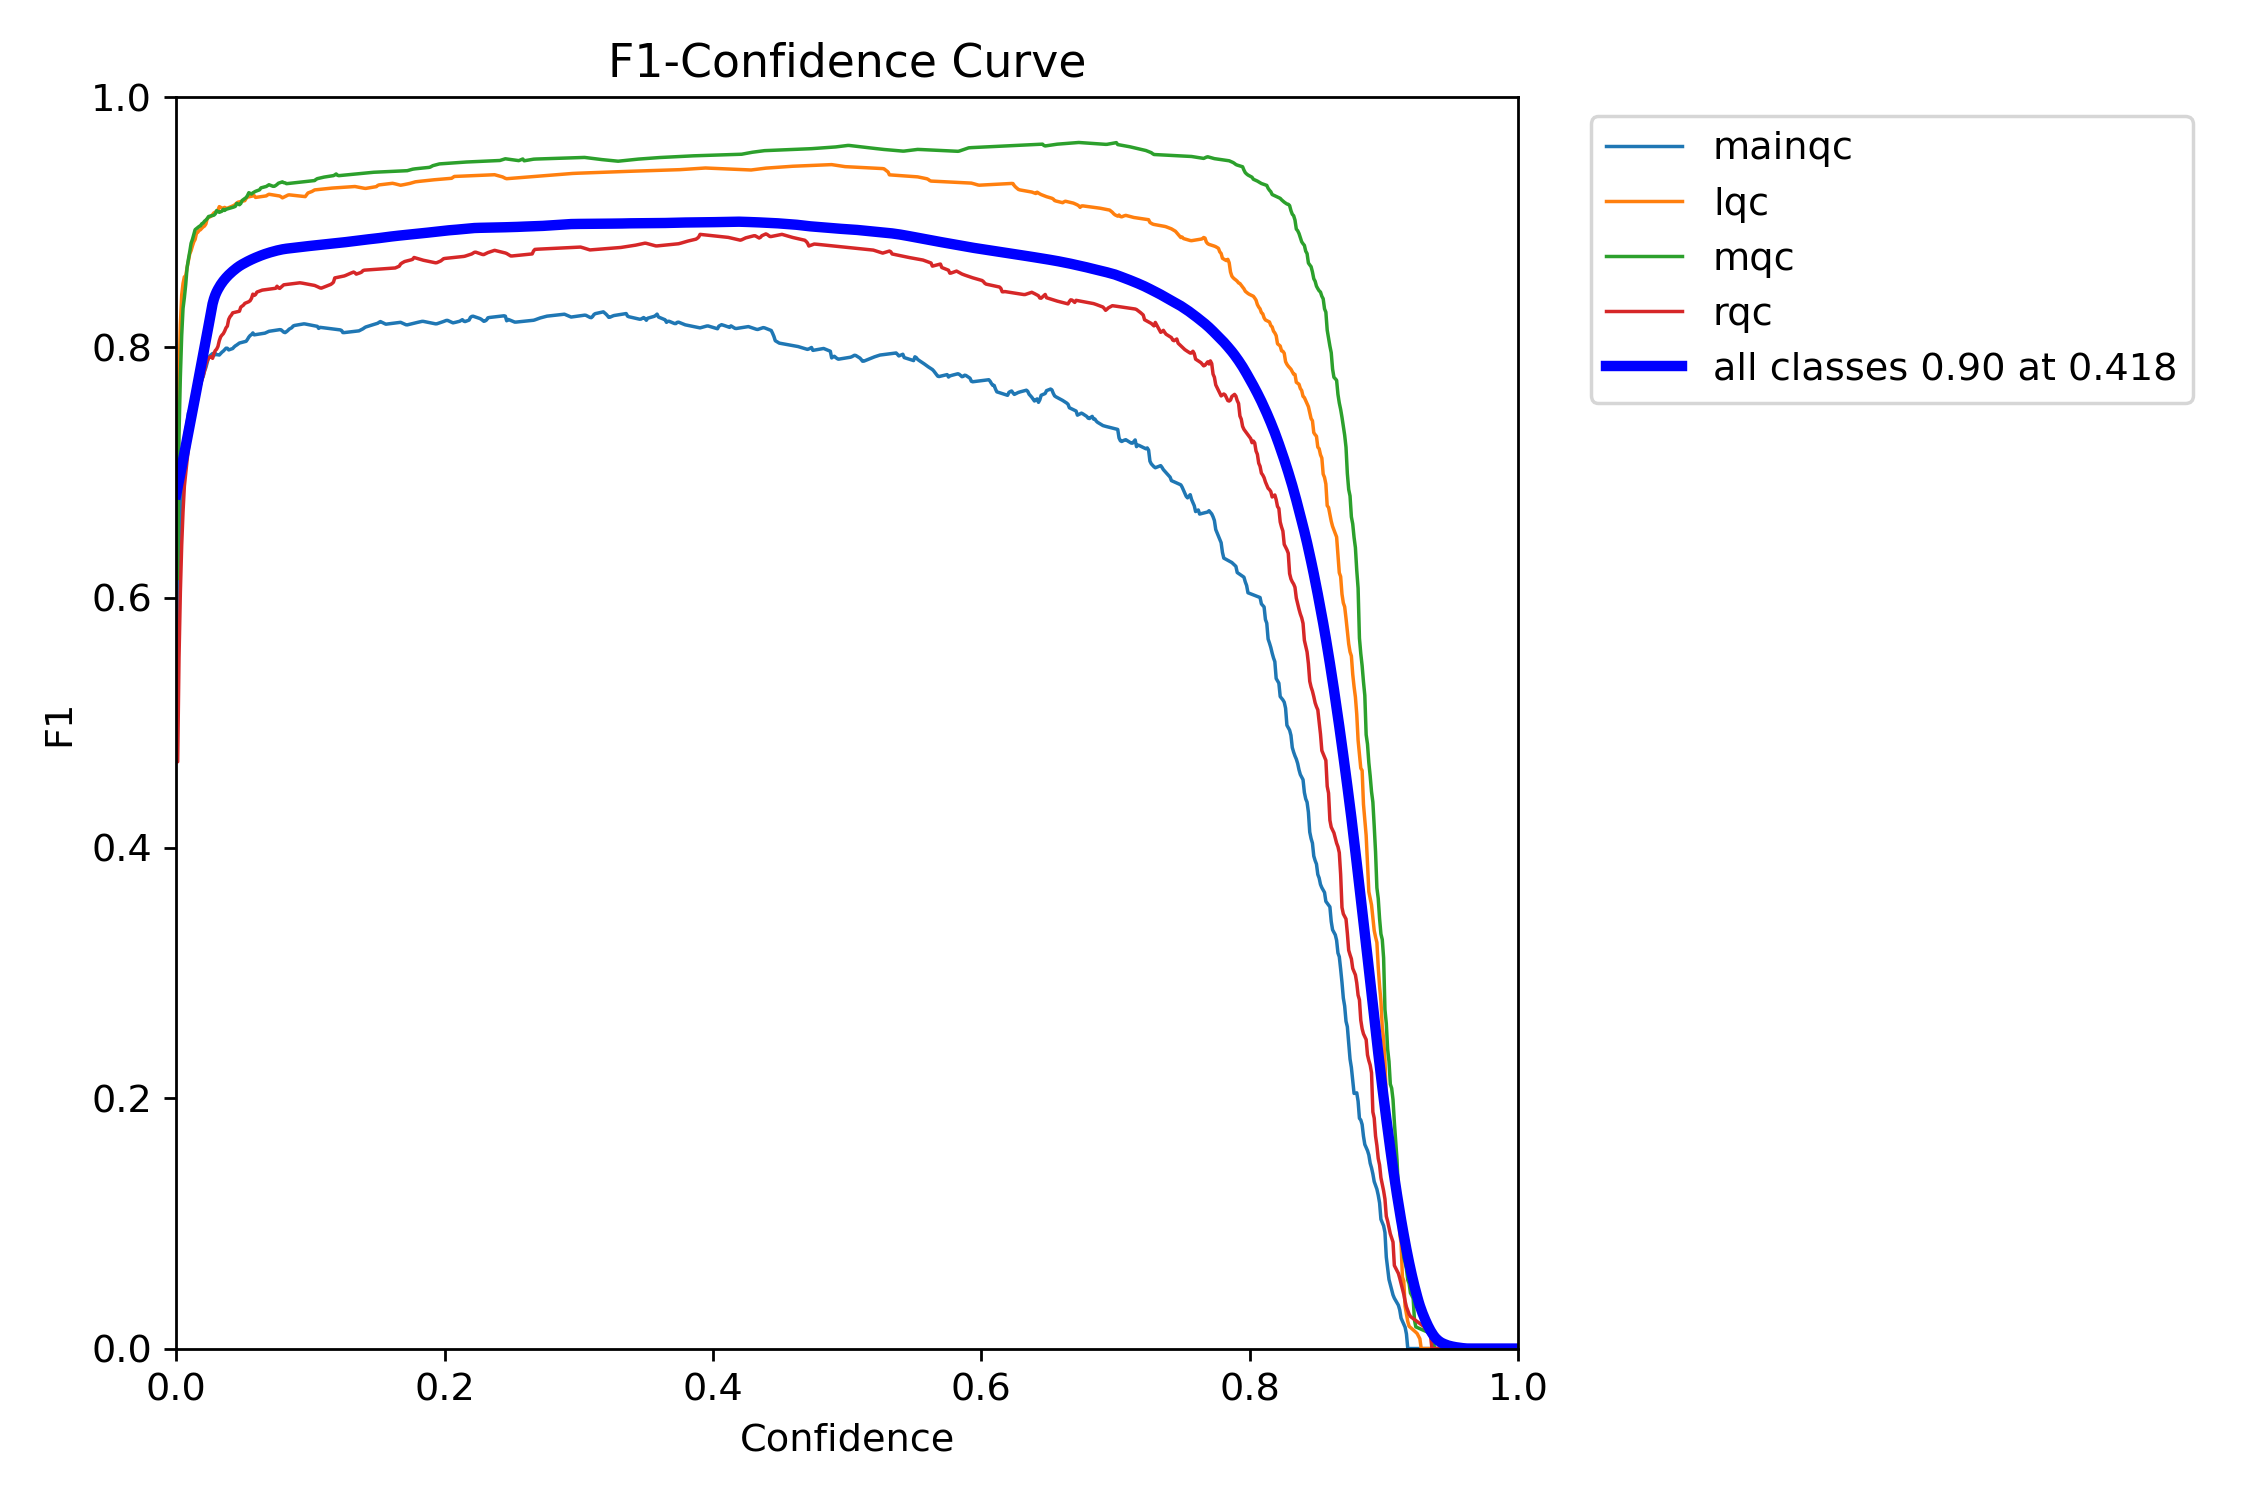 F1-Confidence Curve
1.0
0.8
0.6
0.4
0.2
0.0
F1
0.0 0.2 0.4 0.6 0.8 1.0
Confidence
mainqc
lqc
mqc
rqc
all classes 0.90 at 0.418